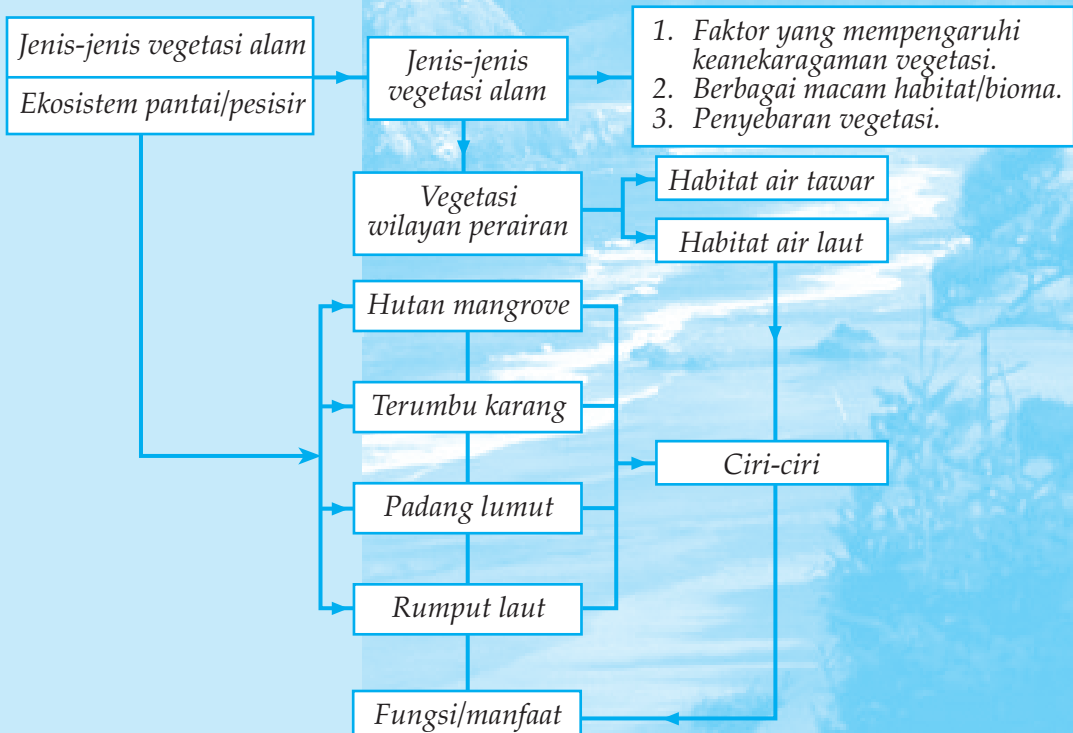 Jenis-jenis vegetasi alam
Ekosistem pantai/pesisir
Jenis-jenis
vegetasi alam
1. Faktor yang mempengaruhi
keanekaragaman vegetasi.
2. Berbagai macam habitat/bioma.
3. Penyebaran vegetasi.
Vegetasi
wilayan perairan
Habitat air tawar
Habitat air laut
Hutan mangrove
Terumbu karang
Padang lumut
Rumput laut
Ciri-ciri
Fungsi/manfaat